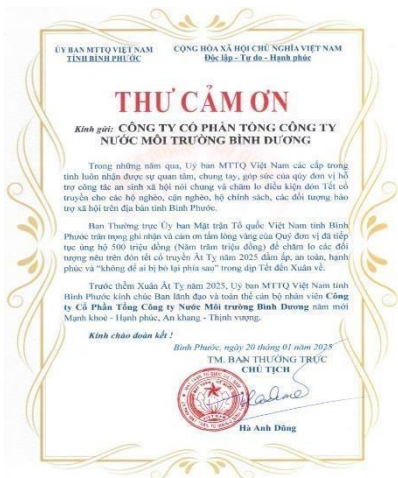 ỦY BAN MTTQ VIỆT NAM
TỈNH BÌNH PHƯỚC
CỘNG HÒA XÃ HỘI CHỦ NGHĨA VIỆT NAM
Độc lập - Tự do - Hạnh phúc
THƯ CẢM ƠN
Kính gửi: CÔNG TY CỔ PHẦN TỔNG CÔNG TY
NƯỚC MÔI TRƯỜNG BÌNH DƯƠNG
Trong những năm qua, Uỷ ban MTTQ Việt Nam các cấp trong
tỉnh luôn nhận được sự quan tâm, chung tay, góp sức của quý đơn vị hỗ
trợ công tác an sinh xã hội nói chung và chăm lo điều kiện đón Tết cổ
truyền cho các hộ nghèo, cận nghèo, hộ chính sách, các đối tượng bảo
trợ xã hội trên địa bàn tỉnh Bình Phước.
Ban Thường trực Ủy ban Mặt trận Tổ quốc Việt Nam tỉnh Bình
Phước trân trọng ghi nhận và cảm ơn tấm lòng vàng của Quý đơn vị đã tiếp
tục ủng hộ 500 triệu đồng (Năm trăm triệu đồng) để chăm lo các đối
tượng nêu trên đón tết cổ truyền Ất Tỵ năm 2025 đầm ấp, an toàn, hạnh
phúc và “không để ai bị bỏ lại phía sau” trong dịp Tết đến Xuân về.
Trước thềm Xuân Ất Tỵ năm 2025, Uỷ ban MTTQ Việt Nam tỉnh
Bình Phước kính chúc Ban lãnh đạo và toàn thể cán bộ nhân viên Công
ty Cổ Phần Tổng Công ty Nước Môi trường Bình Dương năm mới
Mạnh khoẻ - Hạnh phúc, An khang - Thịnh vượng.
Kính chào đoàn kết !
Bình Phước, ngày 20 tháng 01 năm 2025
TM. BAN THƯỜNG TRỰC
CHỦ TỊCH
Hà Anh Dũng